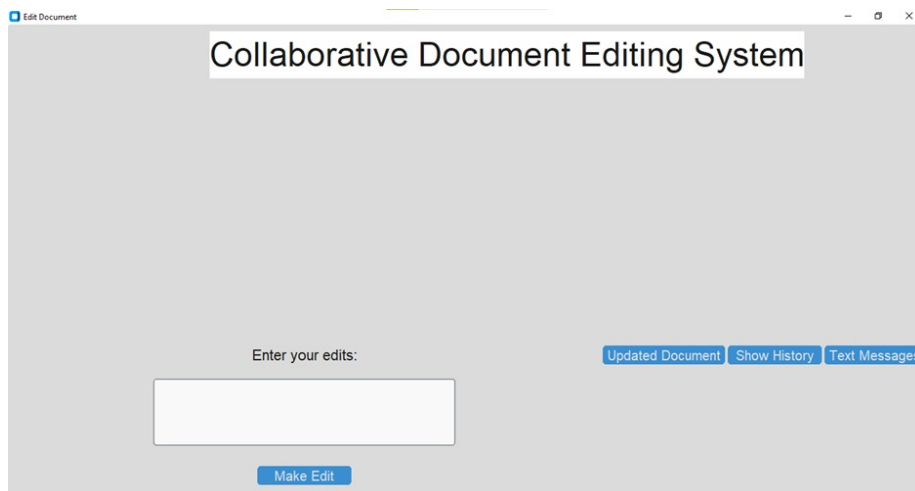 Edit Document
Collaborative Document Editing System
Enter your edits:
Updated Document
Show History
Text Messages
Make Edit